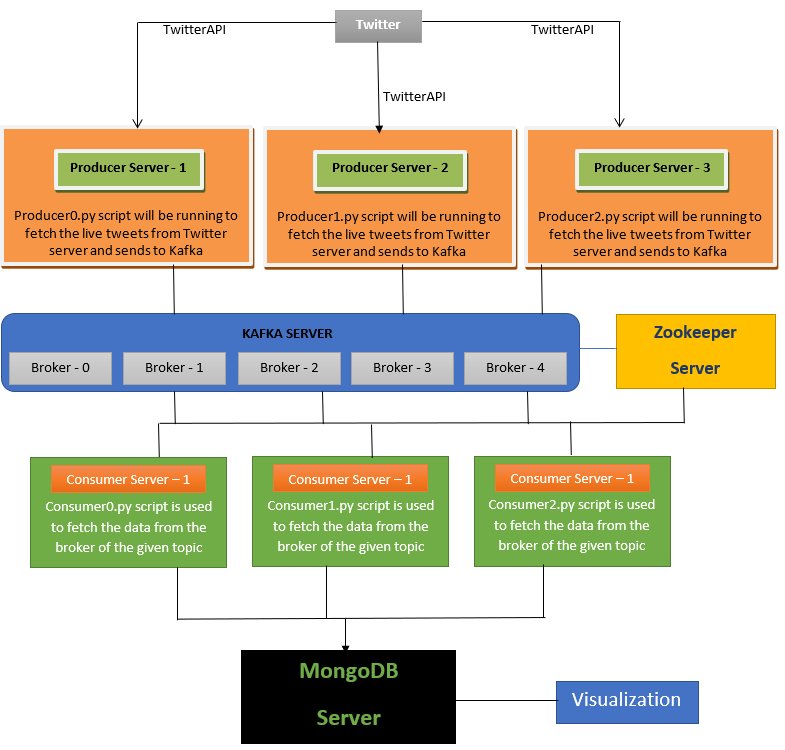 Twitter
TwitterAPI
TwitterAPI
TwitterAPI
Producer Server - 1
Producer0.py script will be running to
fetch the live tweets from Twitter
server and sends to Kafka
Producer Server - 2
Producer1.py script will be running to
fetch the live tweets from Twitter
server and sends to Kafka
Producer Server - 3
Producer2.py script will be running to
fetch the live tweets from Twitter
server and sends to Kafka
KAFKA SERVER
Broker - 0
Broker - 1
Broker - 2
Broker - 3
Broker - 4
Zookeeper
Server
Consumer Server – 1
Consumer0.py script is used
to fetch the data from the
broker of the given topic
Consumer Server – 1
Consumer1.py script is used
to fetch the data from the
broker of the given topic
Consumer Server – 1
Consumer2.py script is used
to fetch the data from the
broker of the given topic
MongoDB
Server
Visualization